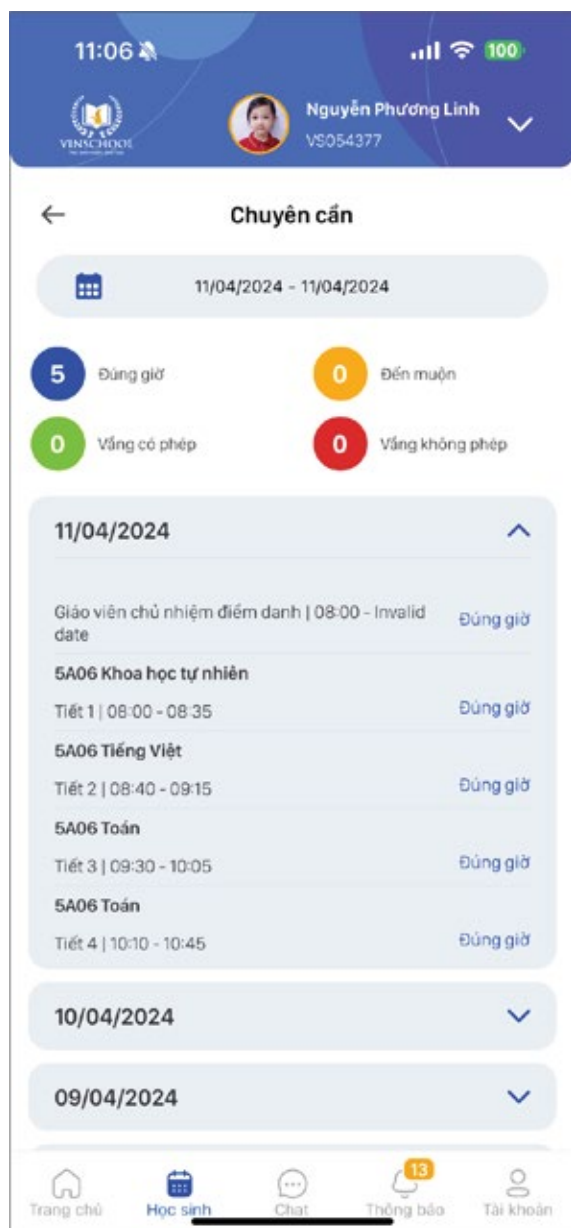 11:06
100
VINSCHOOL
Nguyễn Phương Linh
VS054377
Chuyên cần
11/04/2024 - 11/04/2024
5 Đúng giờ
0 Đến muộn
0 Vắng có phép
0 Vắng không phép
11/04/2024
Giáo viên chủ nhiệm điểm danh | 08:00 - Invalid
date
Đúng giờ
5A06 Khoa học tự nhiên
Tiết 1 | 08:00 - 08:35 Đúng giờ
5A06 Tiếng Việt
Tiết 2 | 08:40 - 09:15 Đúng giờ
5A06 Toán
Tiết 3 | 09:30 - 10:05 Đúng giờ
5A06 Toán
Tiết 4 | 10:10 - 10:45 Đúng giờ
10/04/2024
09/04/2024
13
Trang chủ Học sinh Chat Thông báo Tài khoản